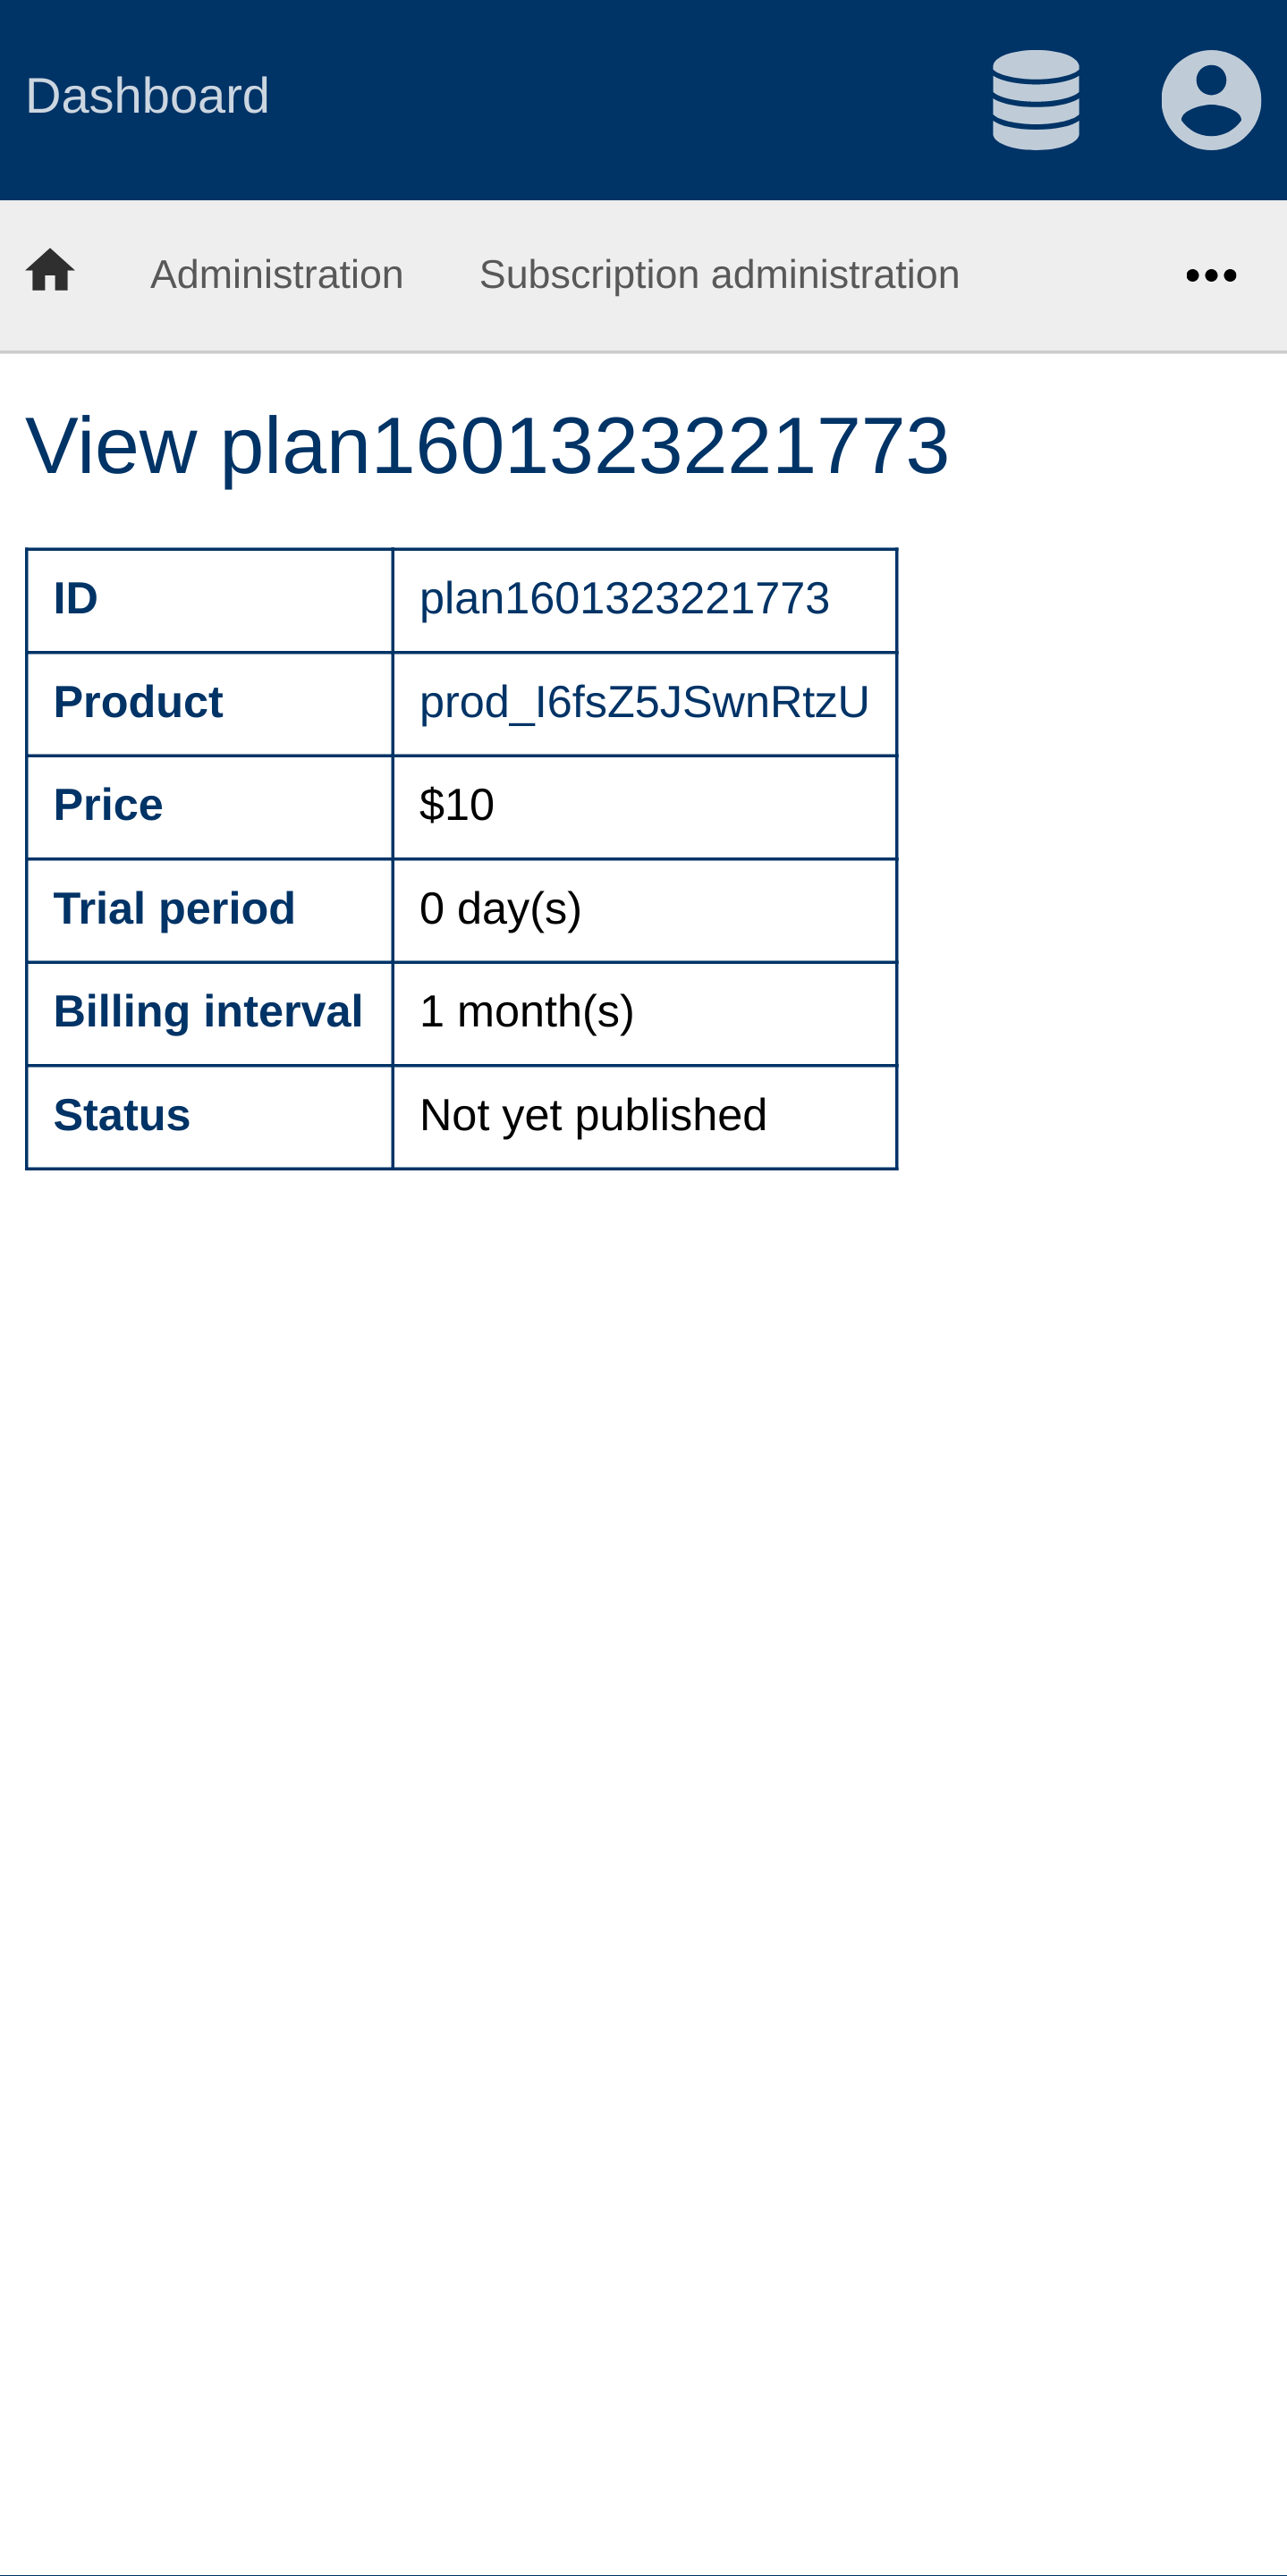 Dashboard
Administration Subscription administration
View plan1601323221773
ID plan1601323221773
Product prod_I6fsZ5JSwnRtzU
Price $10
Trial period 0 day(s)
Billing interval 1 month(s)
Status Not yet published